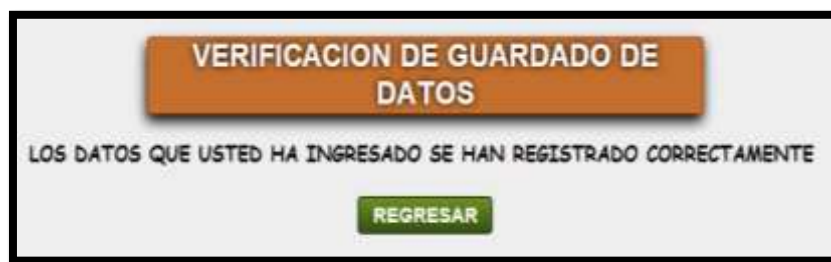 VERIFICACION DE GUARDADO DE
DATOS
LOS DATOS QUE USTED HA INGRESADO SE HAN REGISTRADO CORRECTAMENTE
REGRESAR